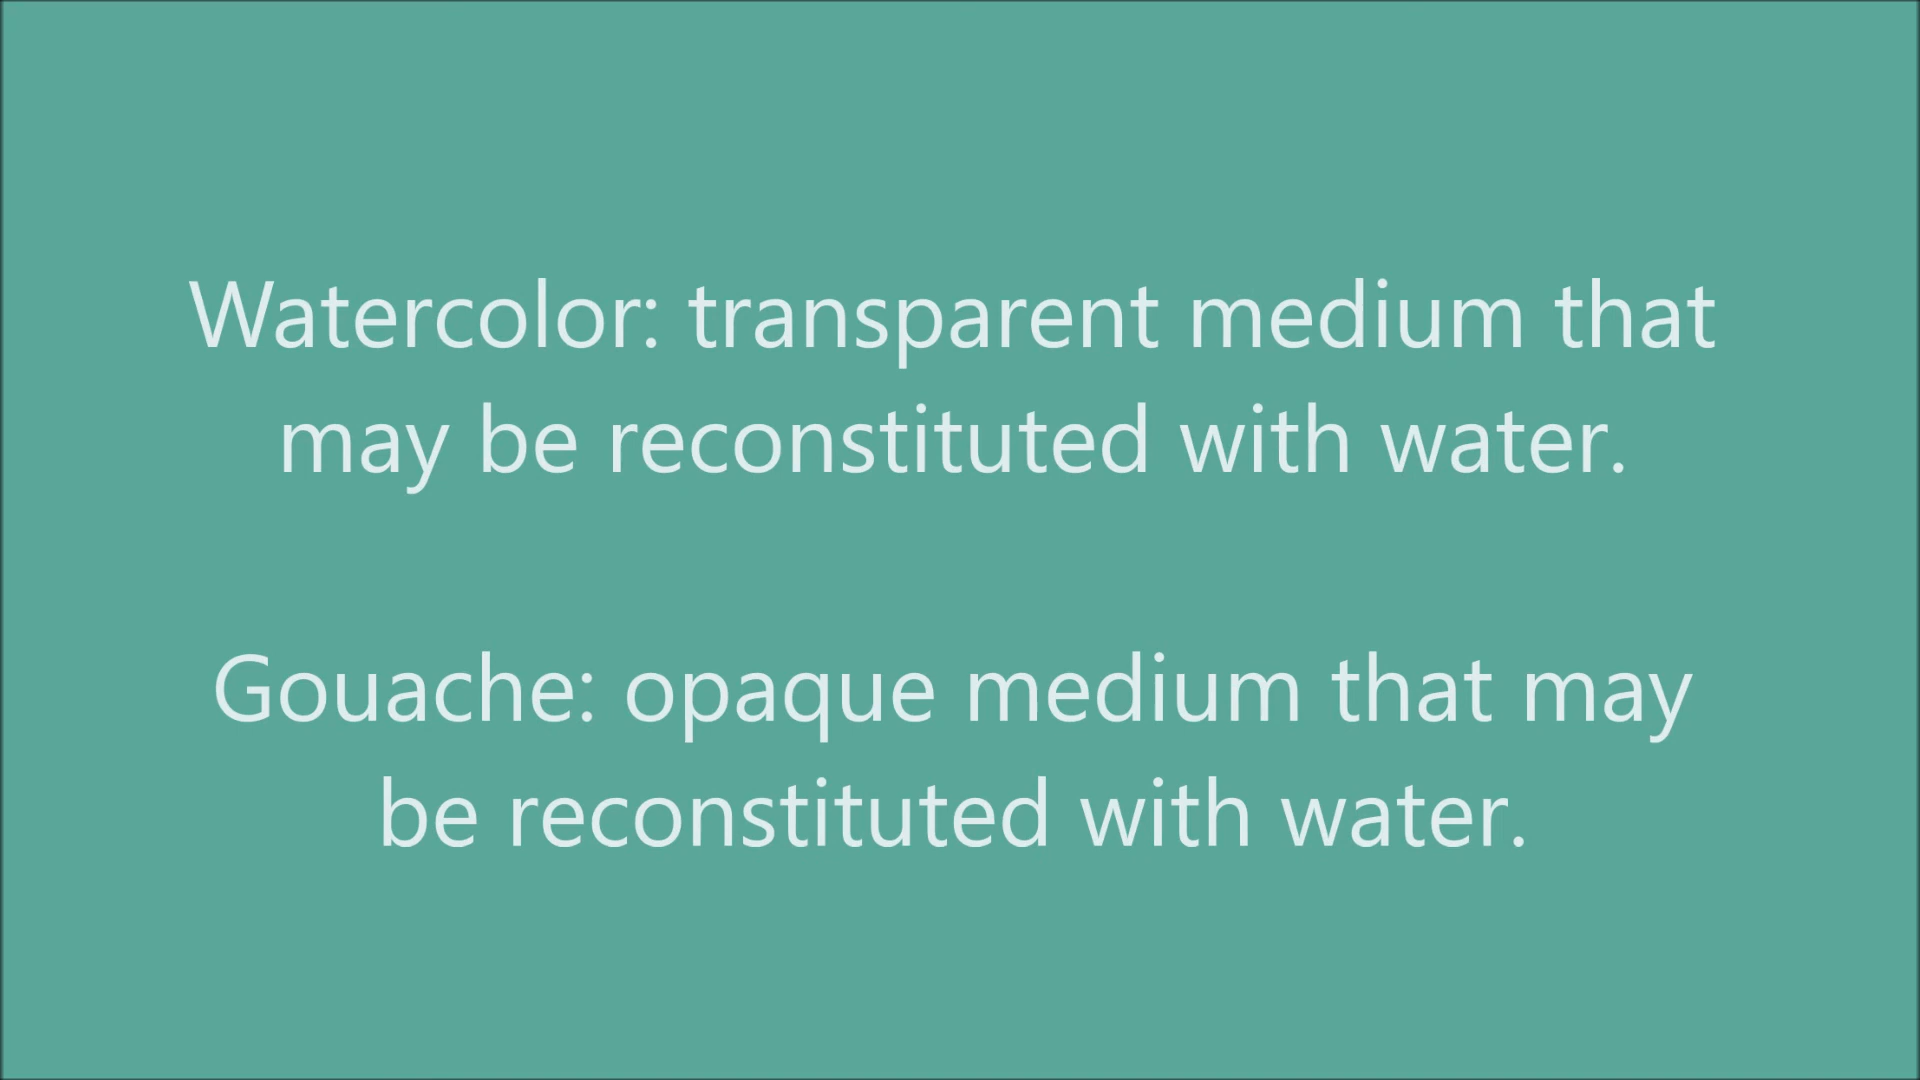 Watercolor: transparent medium that
may be reconstituted with water.
Gouache: opaque medium that may
be reconstituted with water.